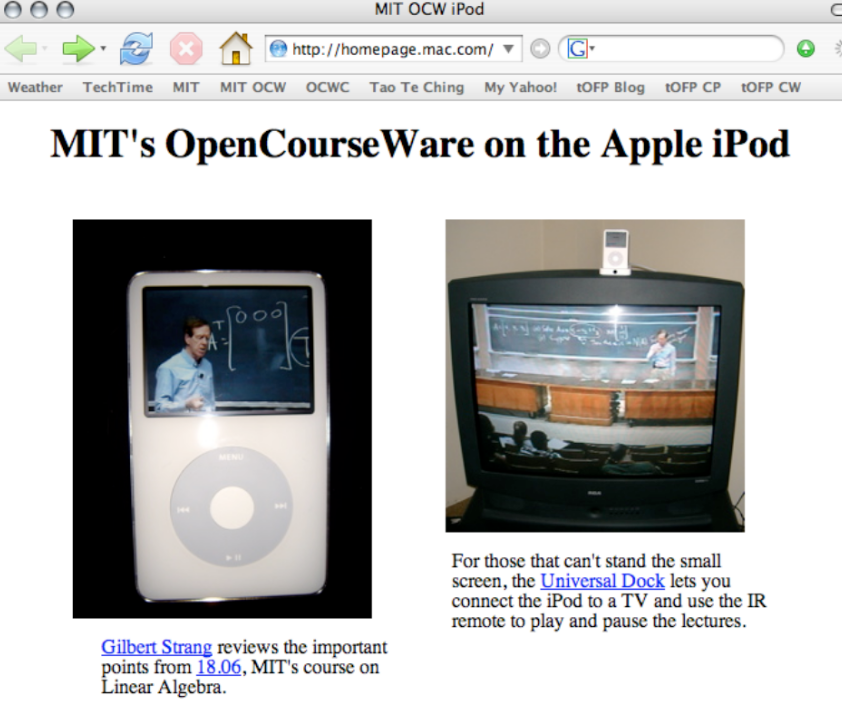 MIT OCW iPod
http://homepage.mac.com/
G
Weather TechTime MIT MIT OCW OCWC Tao Te Ching My Yahoo! tOFP Blog tOFP CP tOFP CW
MIT's OpenCourseWare on the Apple iPod
MENU
RCA
For those that can't stand the small
screen, the Universal Dock lets you
connect the iPod to a TV and use the IR
remote to play and pause the lectures.
Gilbert Strang reviews the important
points from 18.06, MIT's course on
Linear Algebra.